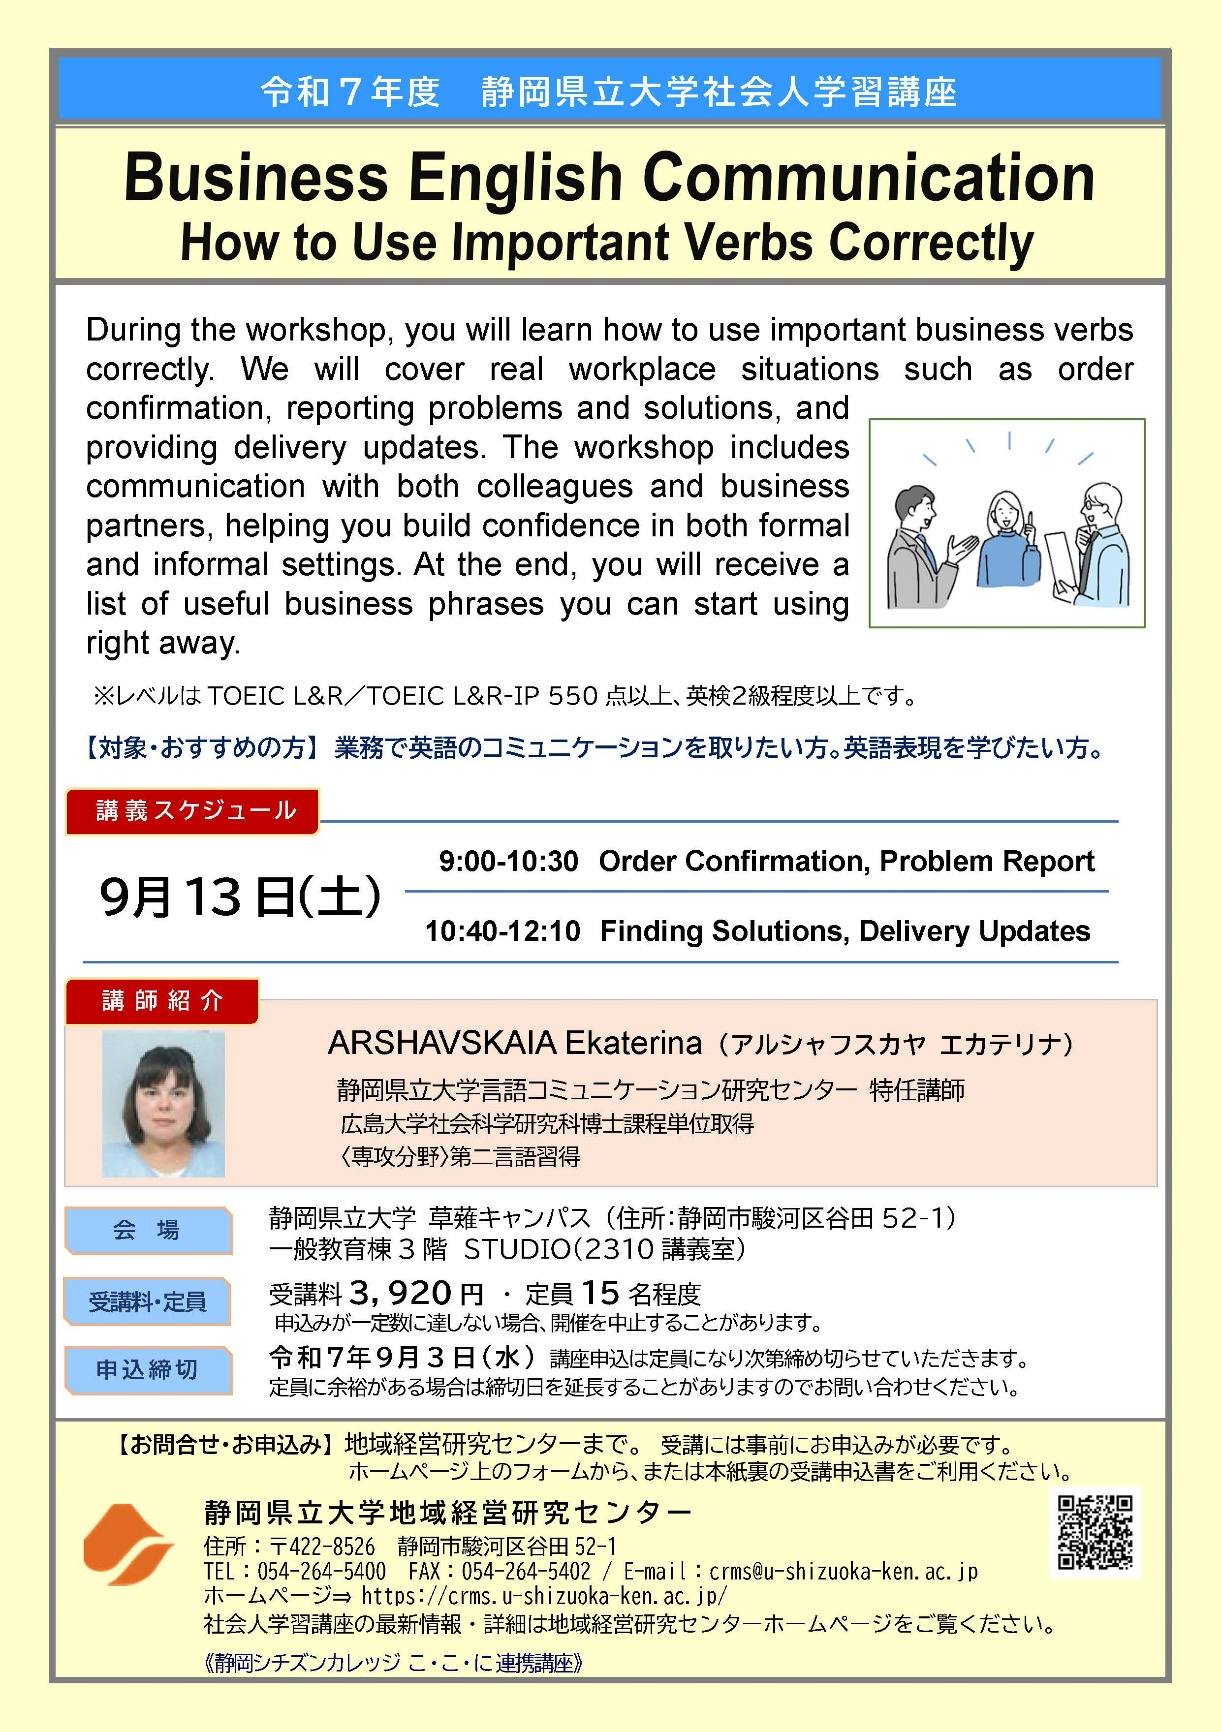 令和７年度　静岡県立大学社会人学習講座
Business English Communication
How to Use Important Verbs Correctly
During the workshop, you will learn how to use important business verbs
correctly. We will cover real workplace situations such as order
confirmation, reporting problems and solutions, and
providing delivery updates. The workshop includes
communication with both colleagues and business
partners, helping you build confidence in both formal
and informal settings. At the end, you will receive a
list of useful business phrases you can start using
right away.
※レベルは TOEIC L&R／TOEIC L&R-IP 550 点以上、英検２級程度以上です。
【対象・おすすめの方】 業務で英語のコミュニケーションを取りたい方。英語表現を学びたい方。
講義スケジュール
9月 13 日（土）
9:00-10:30 Order Confirmation, Problem Report
10:40-12:10 Finding Solutions, Delivery Updates
講師紹介
ARSHAVSKAIA Ekaterina（アルシャフスカヤ エカテリナ）
静岡県立大学言語コミュニケーション研究センター 特任講師
広島大学社会科学研究科博士課程単位取得
〈専攻分野〉第二言語習得
会　場
静岡県立大学 草薙キャンパス（住所：静岡市駿河区谷田 52-1）
一般教育棟 3 階 STUDIO（2310 講義室）
受講料・定員
受講料 3，920 円 ・ 定員 15 名程度
申込みが一定数に達しない場合、開催を中止することがあります。
申込締切
令和7年9月3日（水） 講座申込は定員になり次第締め切らせていただきます。
定員に余裕がある場合は締切日を延長することがありますのでお問い合わせください。
【お問合せ・お申込み】 地域経営研究センターまで。 受講には事前にお申込みが必要です。
ホームページ上のフォームから、または本紙裏の受講申込書をご利用ください。
静岡県立大学地域経営研究センター
住所：〒422-8526　静岡市駿河区谷田 52-1
TEL：054-264-5400　FAX：054-264-5402 / E-mail：crms@u-shizuoka-ken.ac.jp
ホームページ⇒ https://crms.u-shizuoka-ken.ac.jp/
社会人学習講座の最新情報・詳細は地域経営研究センターホームページをご覧ください。
《静岡シチズンカレッジ こ・こ・に 連携講座》